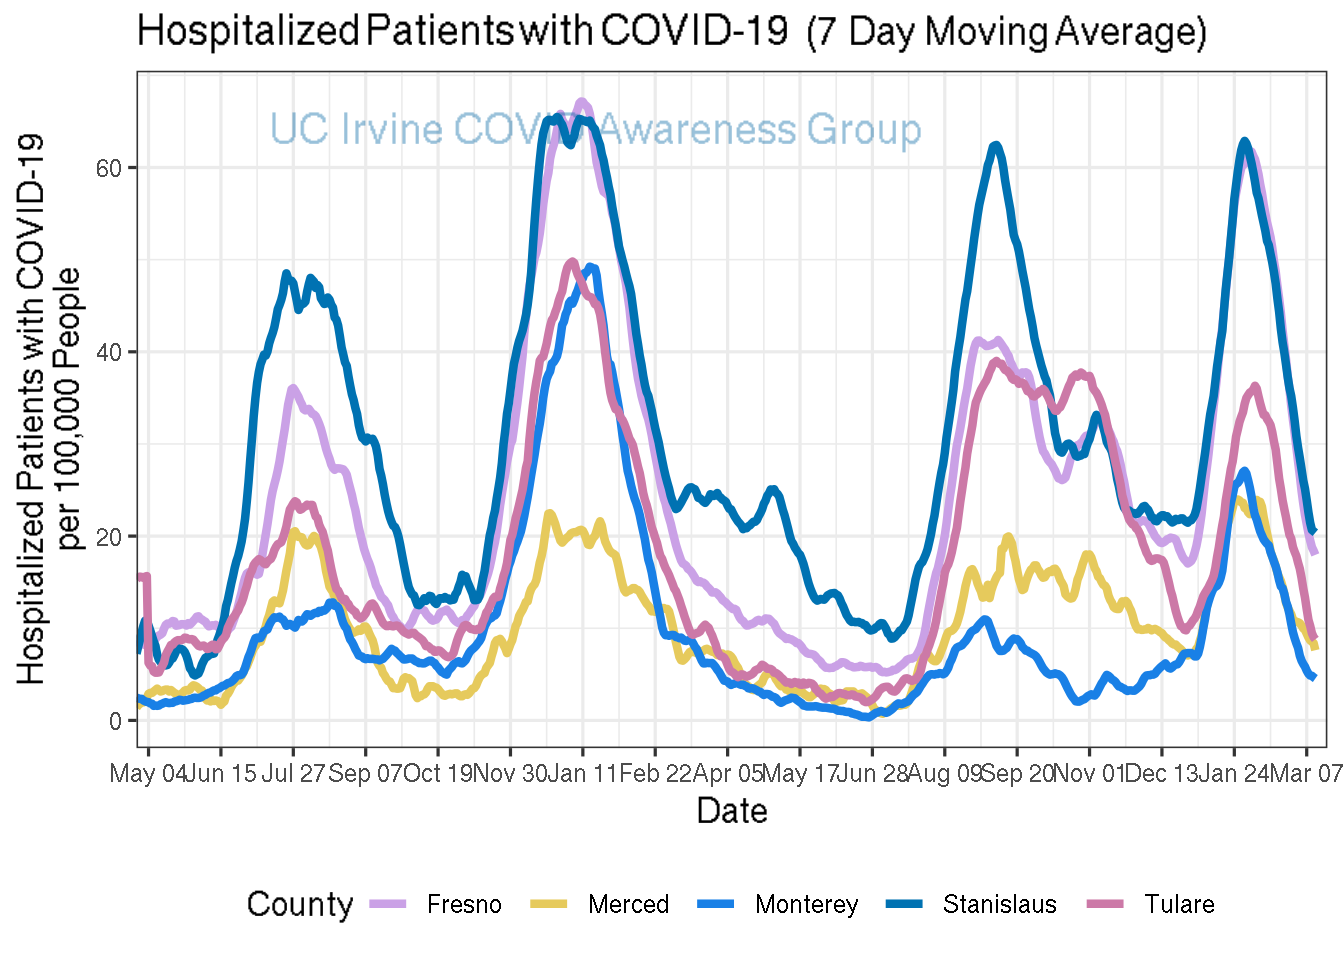 Hospitalized Patients with COVID-19 (7 Day Moving Average)
UC Irvine COVID Awareness Group
Hospitalized Patients with COVID-19
per 100,000 People
60
40
20
0
May 04 Jun 15 Jul 27 Sep 07 Oct 19 Nov 30 Jan 11 Feb 22 Apr 05 May 17 Jun 28 Aug 09 Sep 20 Nov 01 Dec 13 Jan 24 Mar 07
Date
County Fresno Merced Monterey Stanislaus Tulare